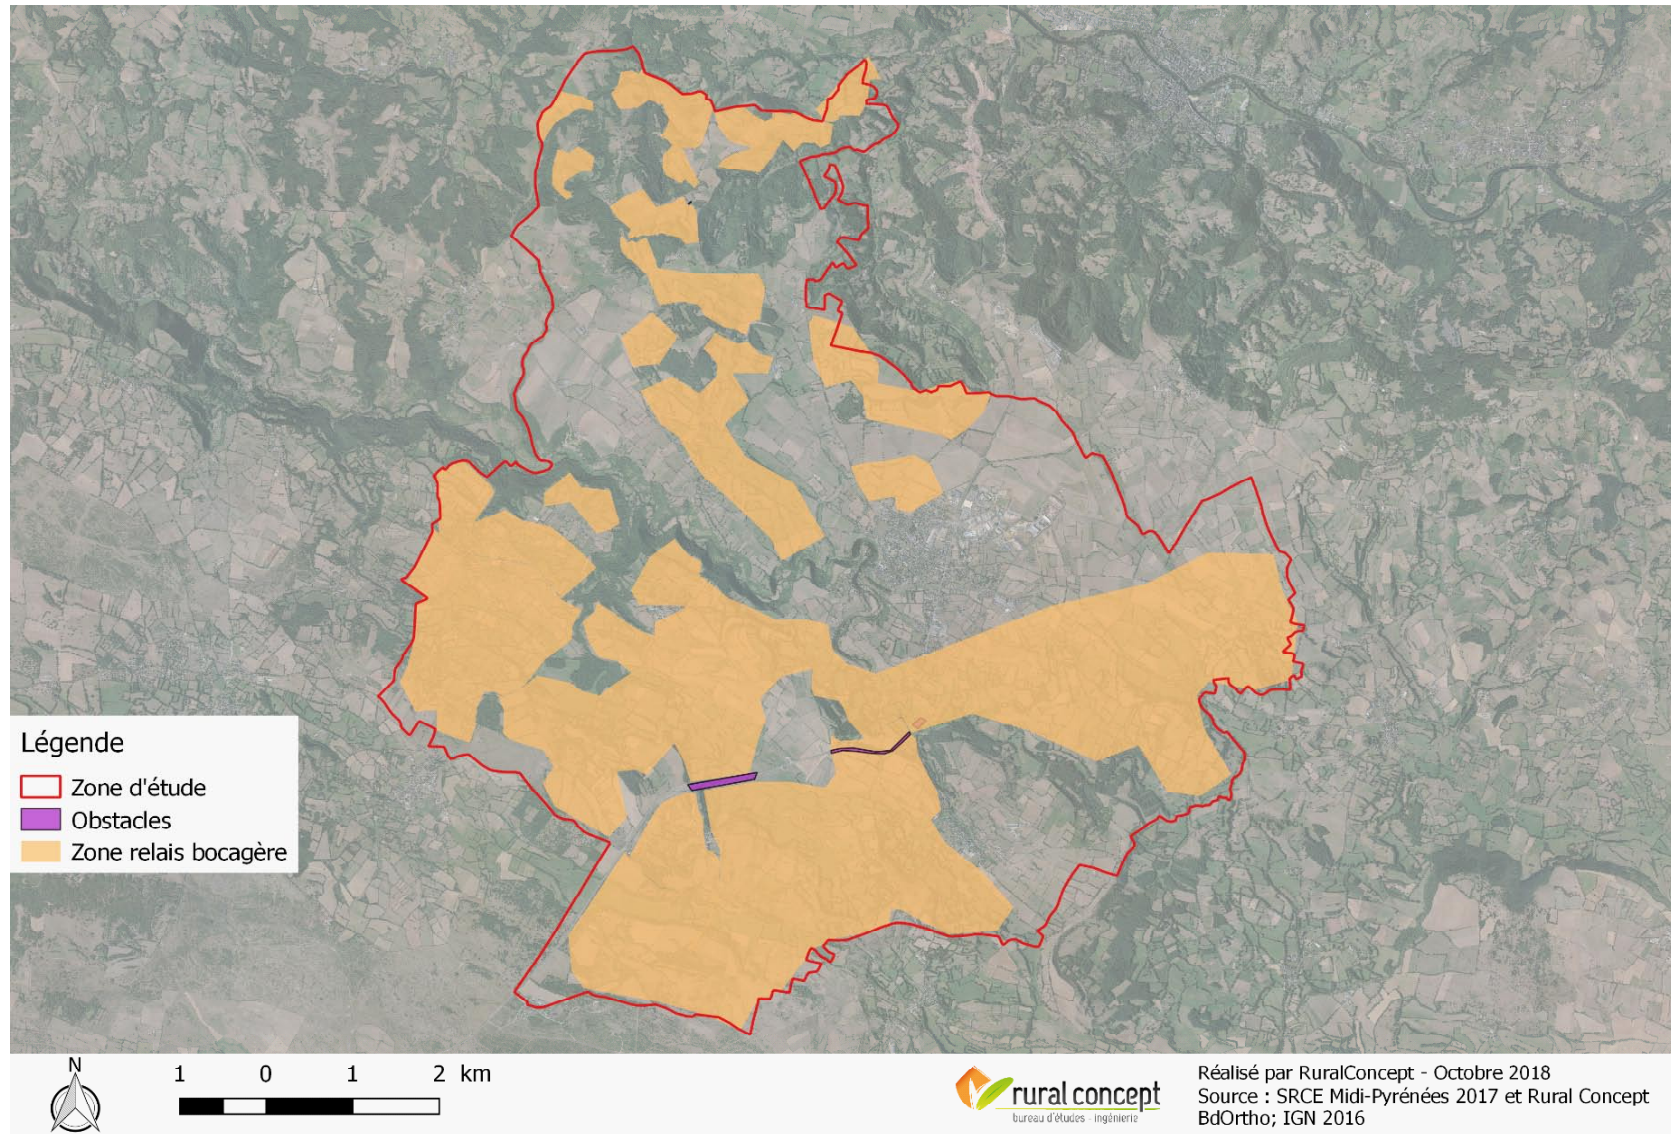 Légende
Zone d'étude
Obstacles
Zone relais bocagère
N
1 0 1 2 km
rural concept
bureau d'études - ingénierie
Réalisé par RuralConcept - Octobre 2018
Source : SRCE Midi-Pyrénées 2017 et Rural Concept
BdOrtho; IGN 2016